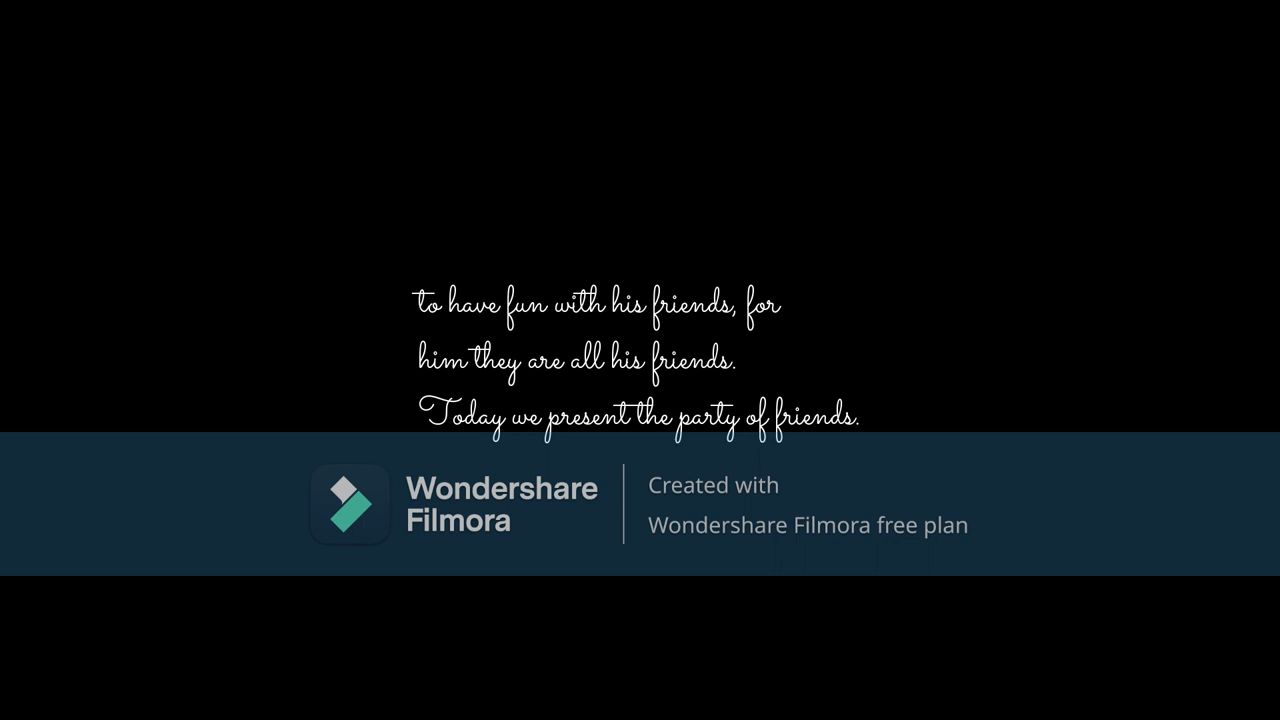 to have fun with his friends, for
him they are all his friends.
Today we present the party of friends.
Wondershare
Filmora
Created with
Wondershare Filmora free plan